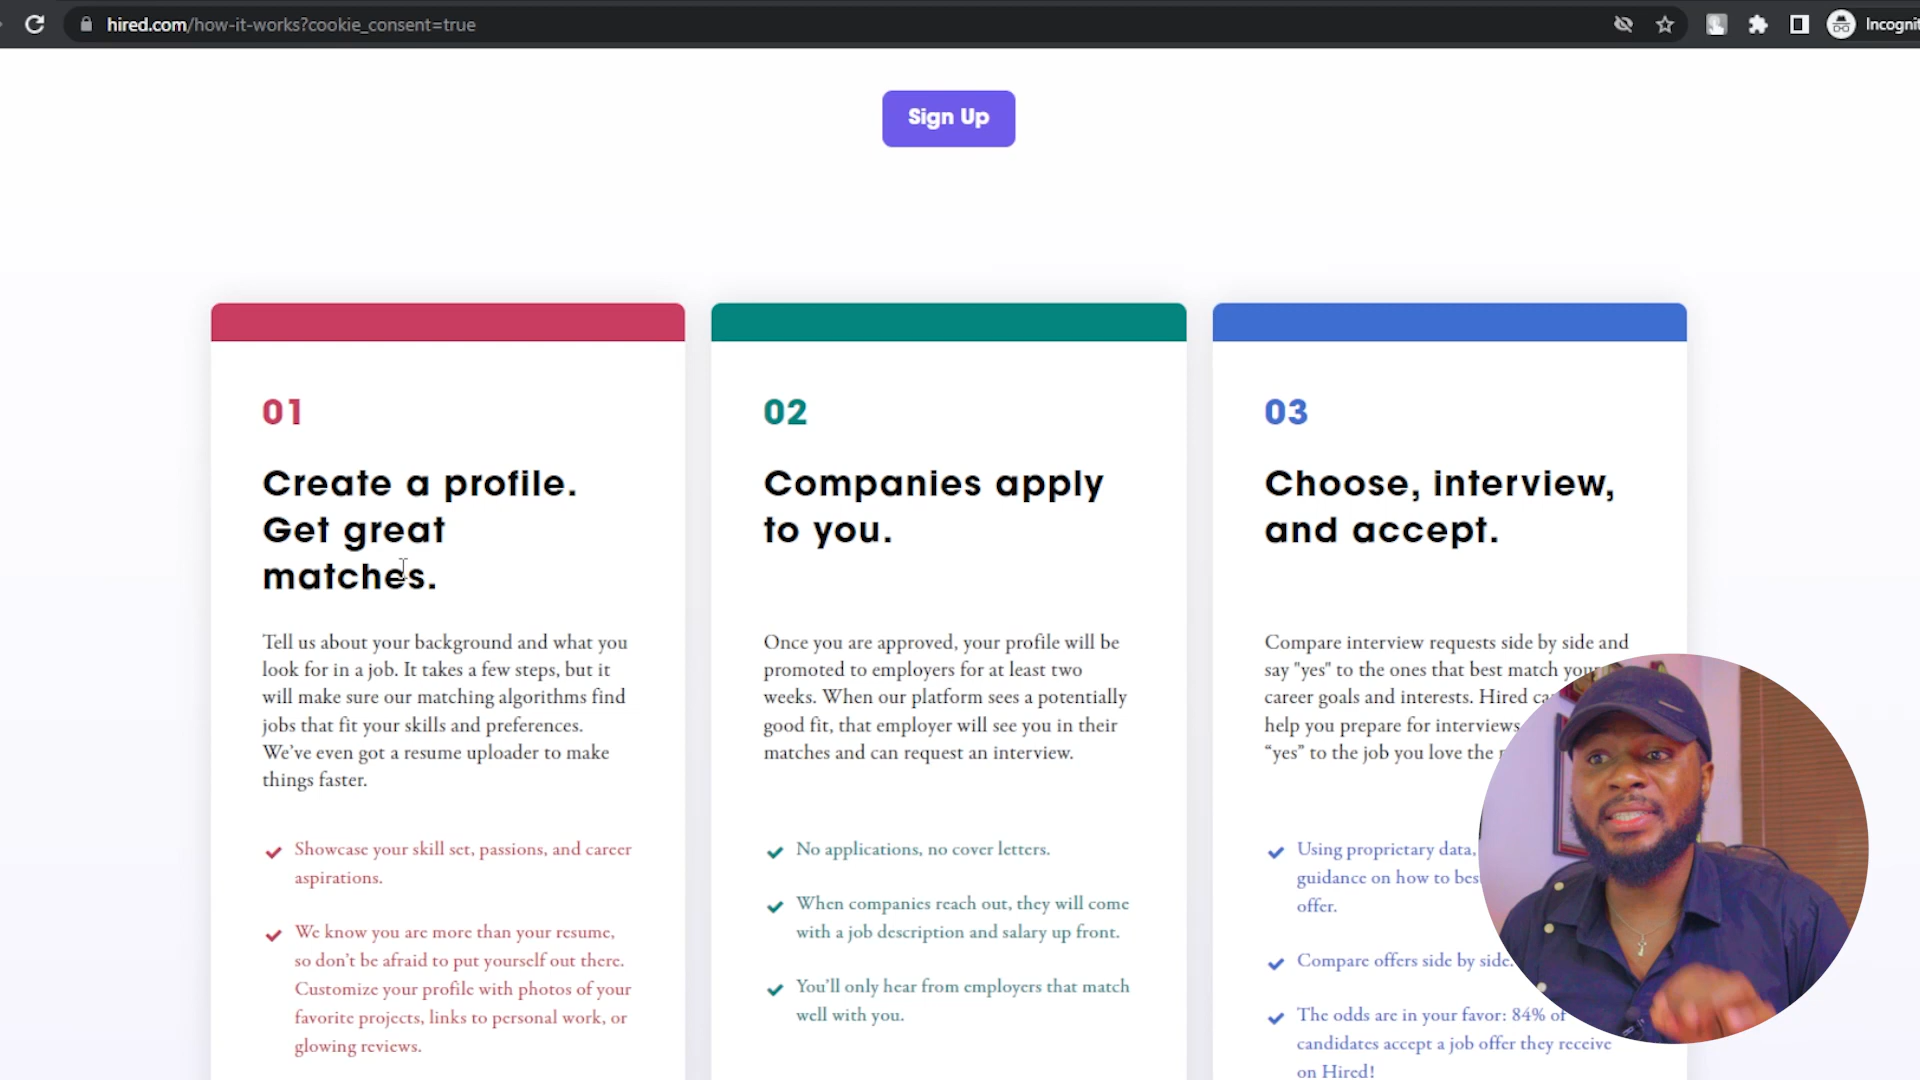 hired.com/how-it-works?cookie_consent=true
Incognit
Sign Up
01
Create a profile.
Get great
matches.
Tell us about your background and what you
look for in a job. It takes a few steps, but it
will make sure our matching algorithms find
jobs that fit your skills and preferences.
We've even got a resume uploader to make
things faster.
Showcase your skill set, passions, and career
aspirations.
We know you are more than your resume,
so don't be afraid to put yourself out there.
Customize your profile with photos of your
favorite projects, links to personal work, or
glowing reviews.
02
Companies apply
to you.
Once you are approved, your profile will be
promoted to employers for at least two
weeks. When our platform sees a potentially
good fit, that employer will see you in their
matches and can request an interview.
No applications, no cover letters.
When companies reach out, they will come
with a job description and salary up front.
You'll only hear from employers that match
well with you.
03
Choose, interview,
and accept.
Compare interview requests side by side and
say "yes" to the ones that best match your
career goals and interests. Hired
help you prepare for interviews
“yes” to the job you love the
Using proprietary data,
guidance on how to
offer.
Compare offers side by side.
The odds are in your favor: 84% of
candidates accept a job offer they receive
on Hired!